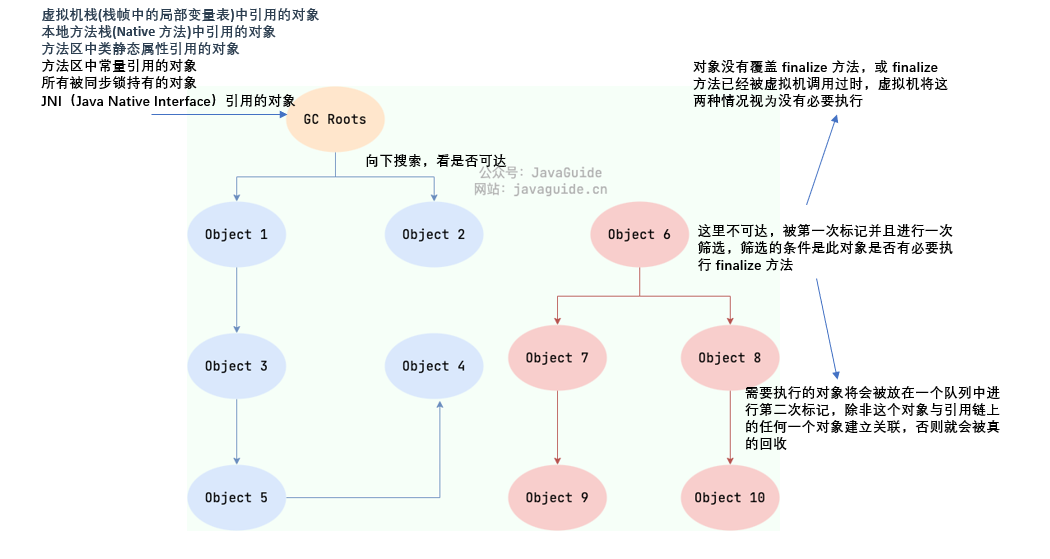 虚拟机栈(栈帧中的局部变量表)中引用的对象
本地方法栈(Native 方法)中引用的对象
方法区中类静态属性引用的对象
方法区中常量引用的对象
所有被同步锁持有的对象
JNI（Java Native Interface）引用的对象
GC Roots
向下搜索，看是否可达
公众号：JavaGuide
网站：javaguide.cn
对象没有覆盖 finalize 方法，或 finalize
方法已经被虚拟机调用过时，虚拟机将这
两种情况视为没有必要执行
Object 1
Object 2
Object 6
这里不可达，被第一次标记并且进行一次
筛选，筛选的条件是此对象是否有必要执
行 finalize 方法
Object 3
Object 4
Object 7
Object 8
需要执行的对象将会被放在一个队列中进
行第二次标记，除非这个对象与引用链上
的任何一个对象建立关联，否则就会被真
的回收
Object 5
Object 9
Object 10